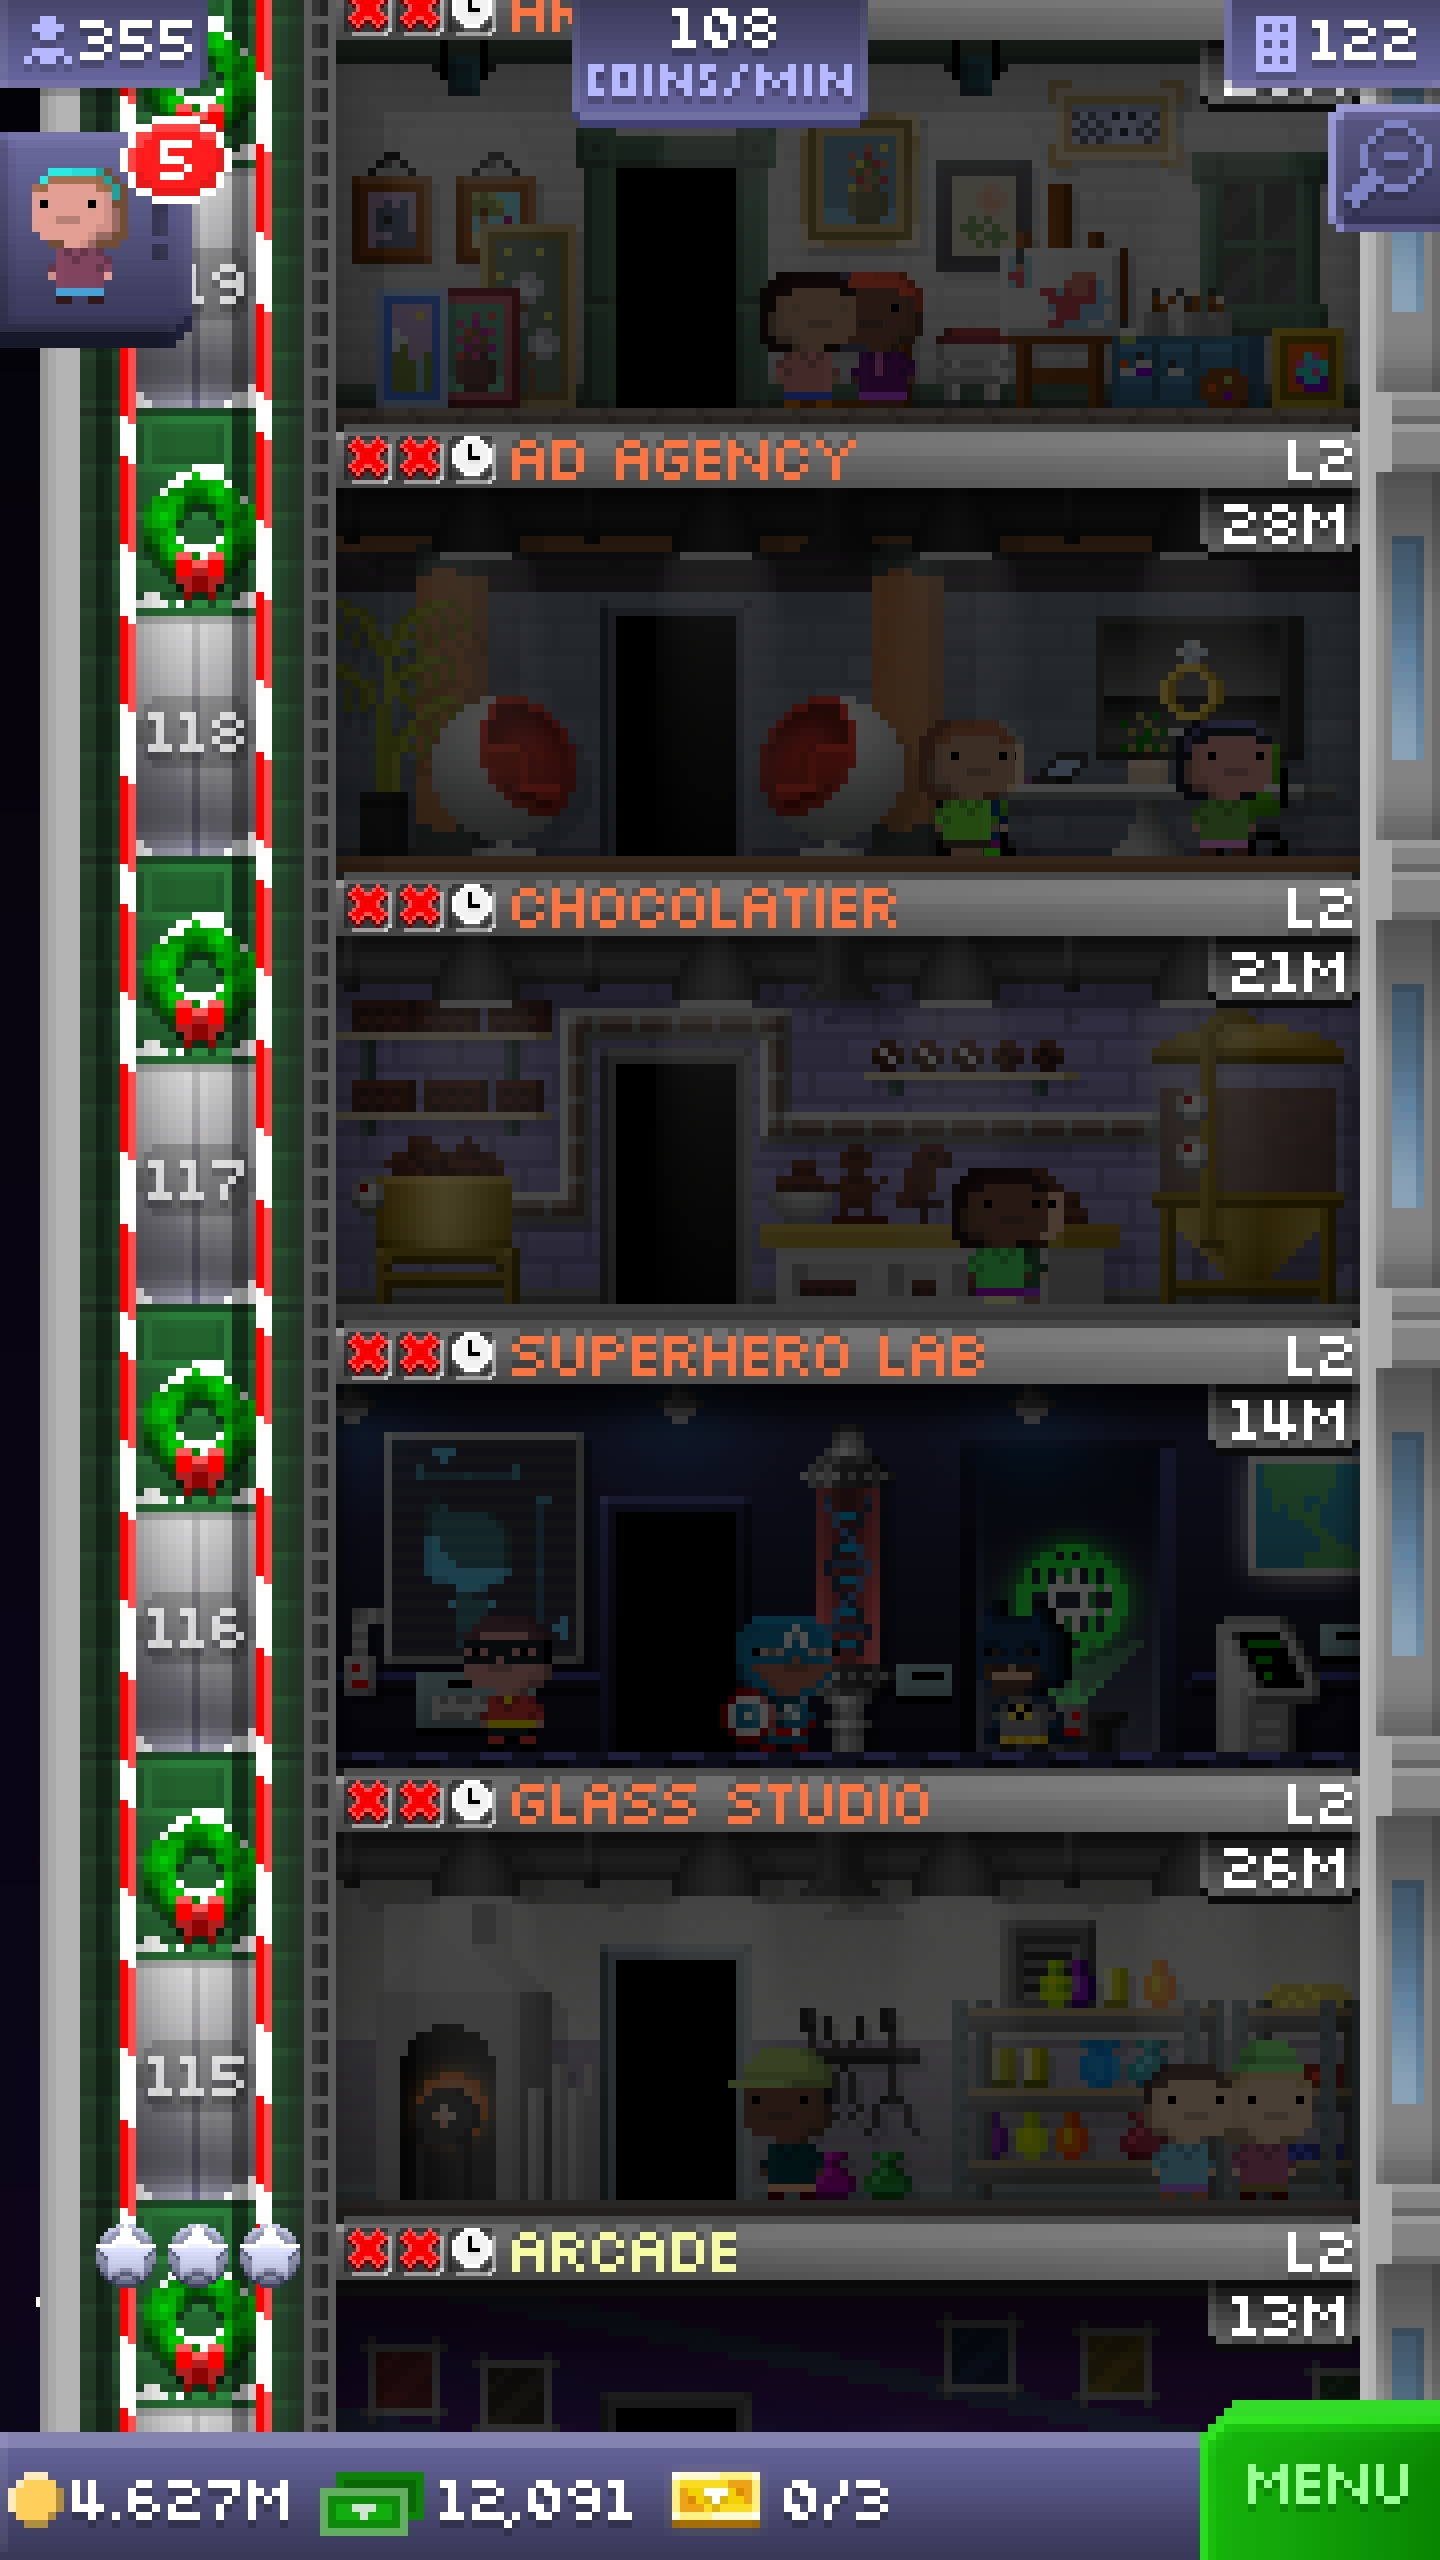 355
108
COINS/MIN
122
5
19
AD AGENCY L2
28M
118
CHOCOLATIER L2
21M
117
SUPERHERO LAB L2
14M
116
GLASS STUDIO L2
26M
115
ARCADE L2
13M
4.627M 12,091 0/3 MENU